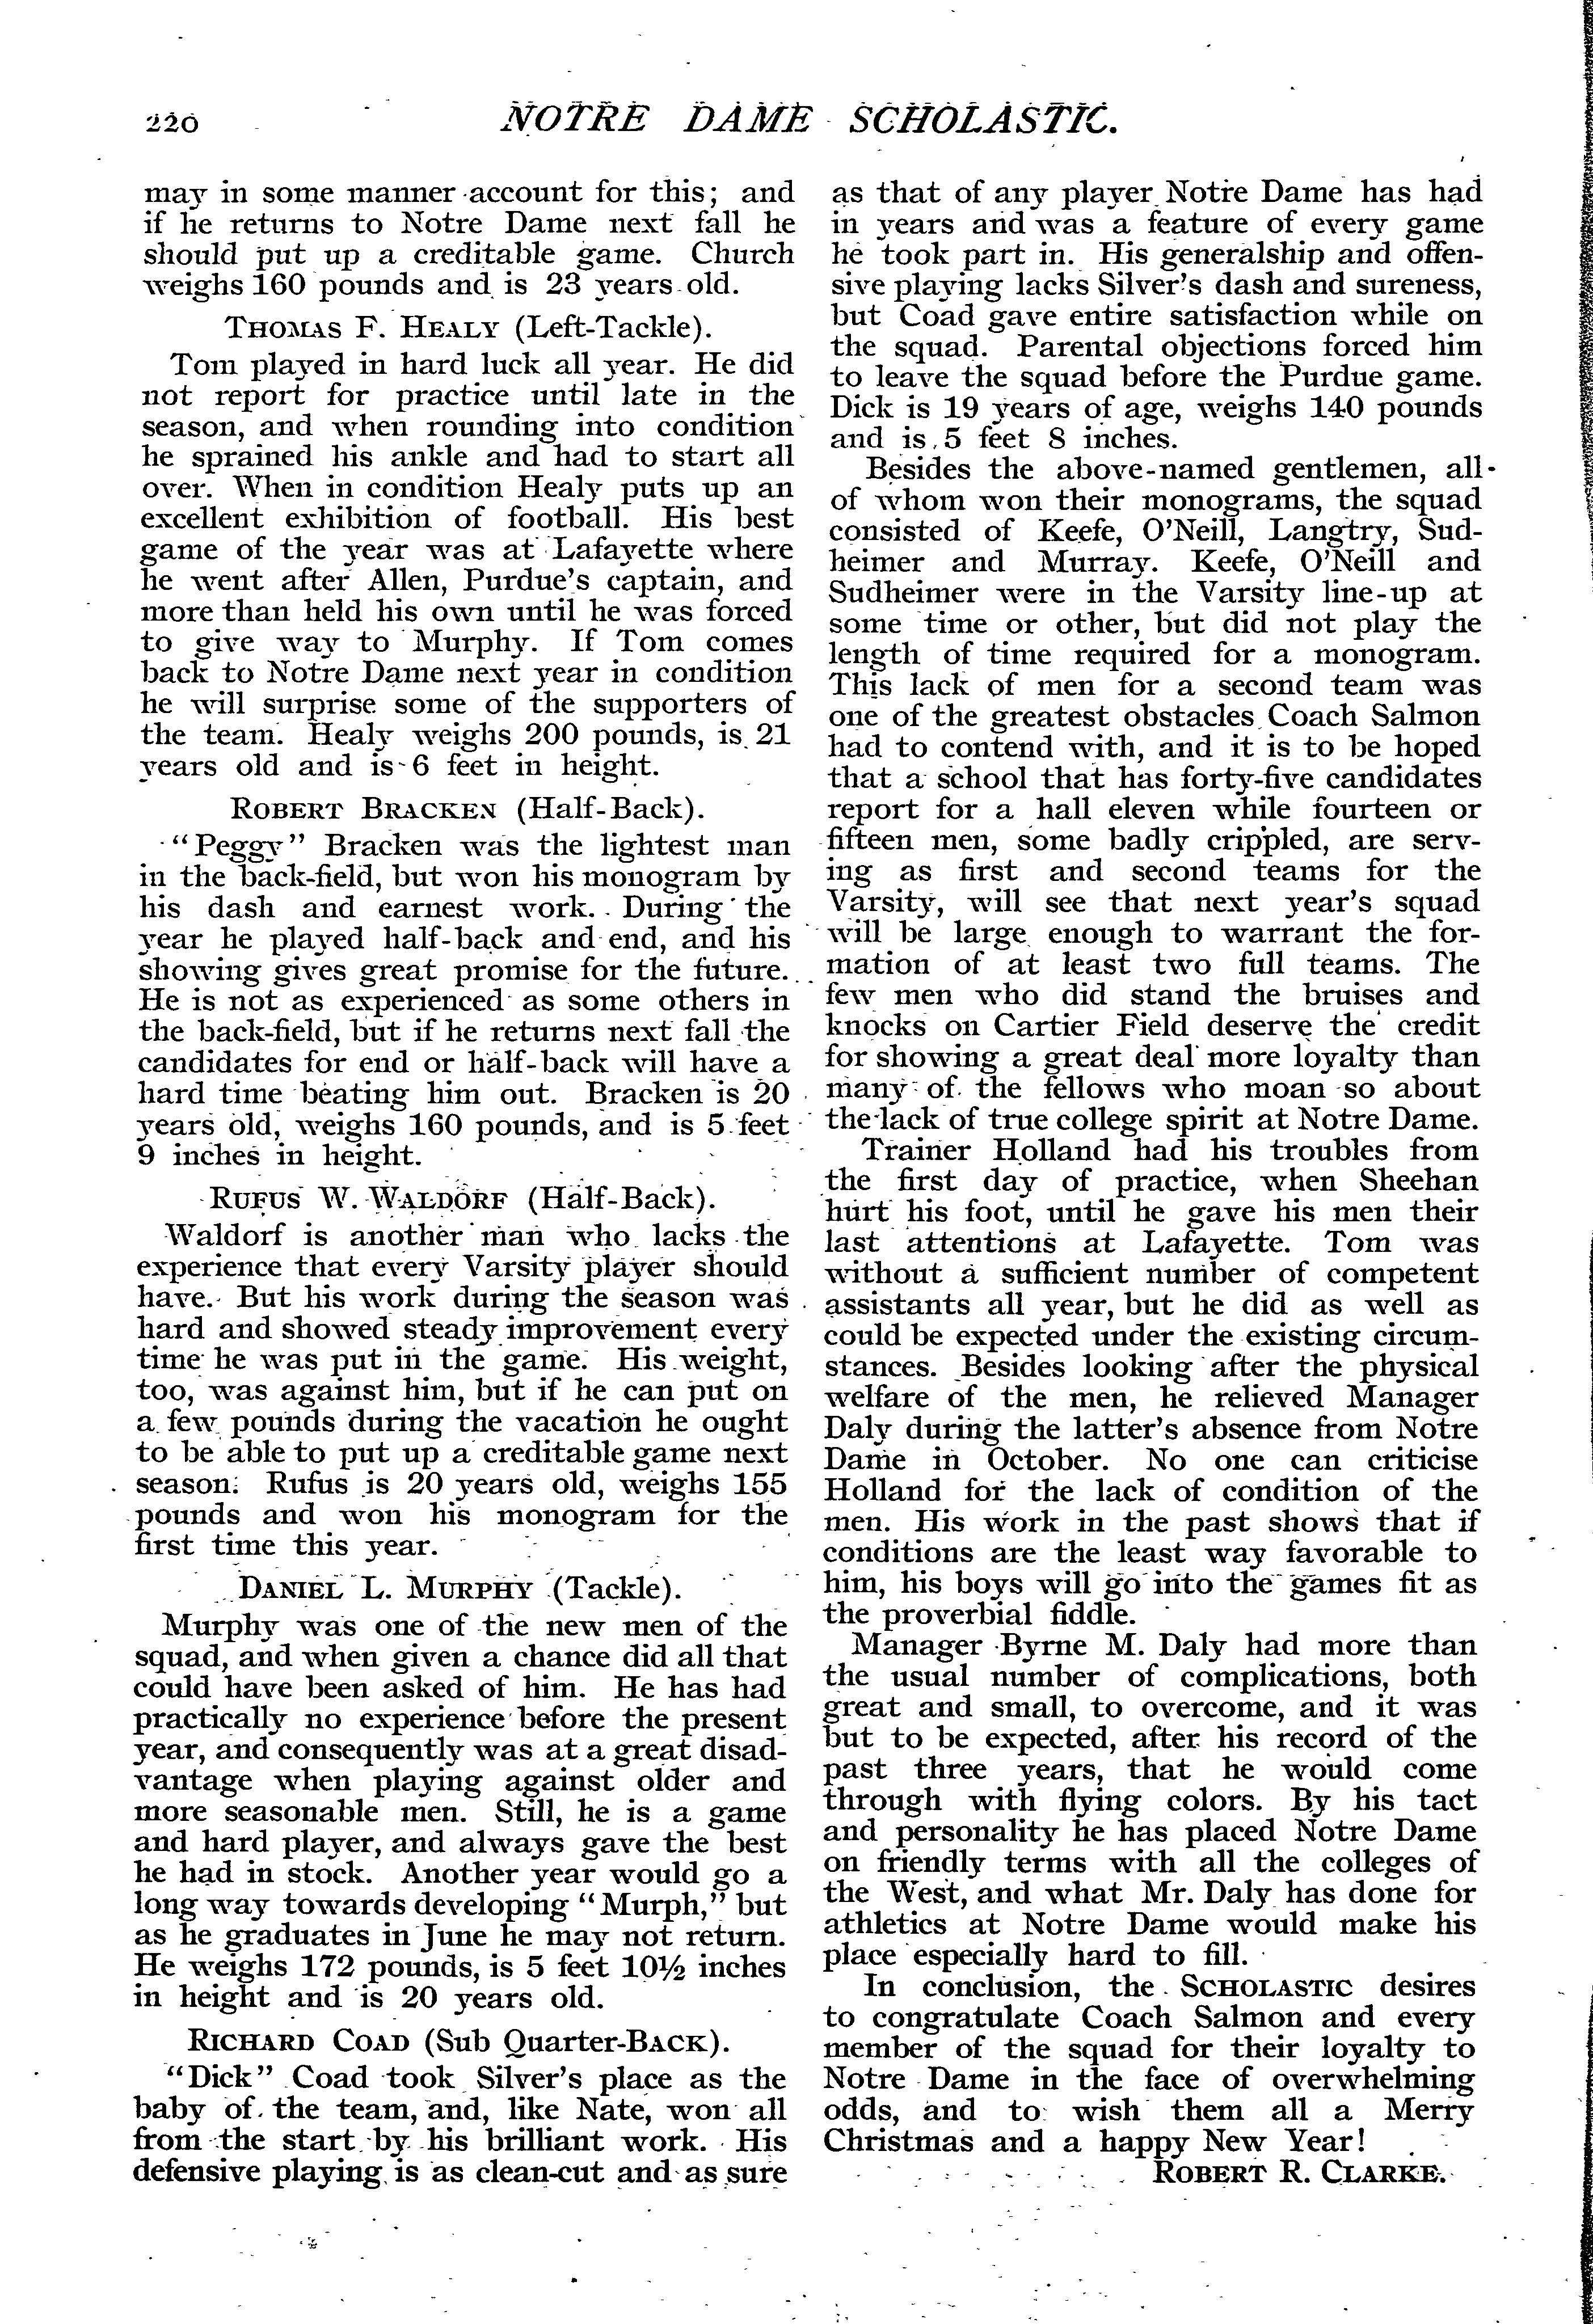 220
NOTRE DAME SCHOLASTIC.
may in some manner account for this; and
if he returns to Notre Dame next fall he
should put up a creditable game. Church
weighs 160 pounds and is 23 years old.
THOMAS F. HEALY (Left-Tackle).
Tom played in hard luck all year. He did
not report for practice until late in the
season, and when rounding into condition
he sprained his ankle and had to start all
over. When in condition Healy puts up an
excellent exhibition of football. His best
game of the year was at Lafayette where
he went after Allen, Purdue's captain, and
more than held his own until he was forced
to give way to Murphy. If Tom comes
back to Notre Dame next year in condition
he will surprise some of the supporters of
the team. Healy weighs 200 pounds, is 21
years old and is 6 feet in height.
ROBERT BRACKEN (Half-Back).
"Peggy" Bracken was the lightest man
in the back-field, but won his monogram by
his dash and earnest work. During the
year he played half-back and end, and his
showing gives great promise for the future.
He is not as experienced as some others in
the back-field, but if he returns next fall the
candidates for end or half-back will have a
hard time beating him out. Bracken is 20
years old, weighs 160 pounds, and is 5 feet
9 inches in height.
RUFUS W. WALDORF (Half-Back).
Waldorf is another man who lacks the
experience that every Varsity player should
have. But his work during the season was
hard and showed steady improvement every
time he was put in the game. His weight,
too, was against him, but if he can put on
a few pounds during the vacation he ought
to be able to put up a creditable game next
season. Rufus is 20 years old, weighs 155
pounds and won his monogram for the
first time this year.
DANIEL L. MURPHY (Tackle).
Murphy was one of the new men of the
squad, and when given a chance did all that
could have been asked of him. He has had
practically no experience before the present
year, and consequently was at a great disad-
vantage when playing against older and
more seasonable men. Still, he is a game
and hard player, and always gave the best
he had in stock. Another year would go a
long way towards developing "Murph," but
as he graduates in June he may not return.
He weighs 172 pounds, is 5 feet 10½ inches
in height and is 20 years old.
RICHARD COAD (Sub Quarter-BACK).
"Dick" Coad took Silver's place as the
baby of the team, and, like Nate, won all
from the start by his brilliant work. His
defensive playing is as clean-cut and as sure
as that of any player Notre Dame has had
in years and was a feature of every game
he took part in. His generalship and offen-
sive playing lacks Silver's dash and sureness,
but Coad gave entire satisfaction while on
the squad. Parental objections forced him
to leave the squad before the Purdue game.
Dick is 19 years of age, weighs 140 pounds
and is 5 feet 8 inches.
Besides the above-named gentlemen, all
of whom won their monograms, the squad
consisted of Keefe, O'Neill, Langtry, Sud-
heimer and Murray. Keefe, O'Neill and
Sudheimer were in the Varsity line-up at
some time or other, but did not play the
length of time required for a monogram.
This lack of men for a second team was
one of the greatest obstacles Coach Salmon
had to contend with, and it is to be hoped
that a school that has forty-five candidates
report for a hall eleven while fourteen or
fifteen men, some badly crippled, are serv-
ing as first and second teams for the
Varsity, will see that next year's squad
will be large enough to warrant the for-
mation of at least two full teams. The
few men who did stand the bruises and
knocks on Cartier Field deserve the credit
for showing a great deal more loyalty than
many of the fellows who moan so about
the lack of true college spirit at Notre Dame.
Trainer Holland had his troubles from
the first day of practice, when Sheehan
hurt his foot, until he gave his men their
last attentions at Lafayette. Tom was
without a sufficient number of competent
assistants all year, but he did as well as
could be expected under the existing circum-
stances. Besides looking after the physical
welfare of the men, he relieved Manager
Daly during the latter's absence from Notre
Dame in October. No one can criticise
Holland for the lack of condition of the
men. His work in the past shows that if
conditions are the least way favorable to
him, his boys will go into the games fit as
the proverbial fiddle.
Manager Byrne M. Daly had more than
the usual number of complications, both
great and small, to overcome, and it was
but to be expected, after his record of the
past three years, that he would come
through with flying colors. By his tact
and personality he has placed Notre Dame
on friendly terms with all the colleges of
the West, and what Mr. Daly has done for
athletics at Notre Dame would make his
place especially hard to fill.
In conclusion, the SCHOLASTIC desires
to congratulate Coach Salmon and every
member of the squad for their loyalty to
Notre Dame in the face of overwhelming
odds, and to wish them all a Merry
Christmas and a happy New Year!
ROBERT R. CLARKE.